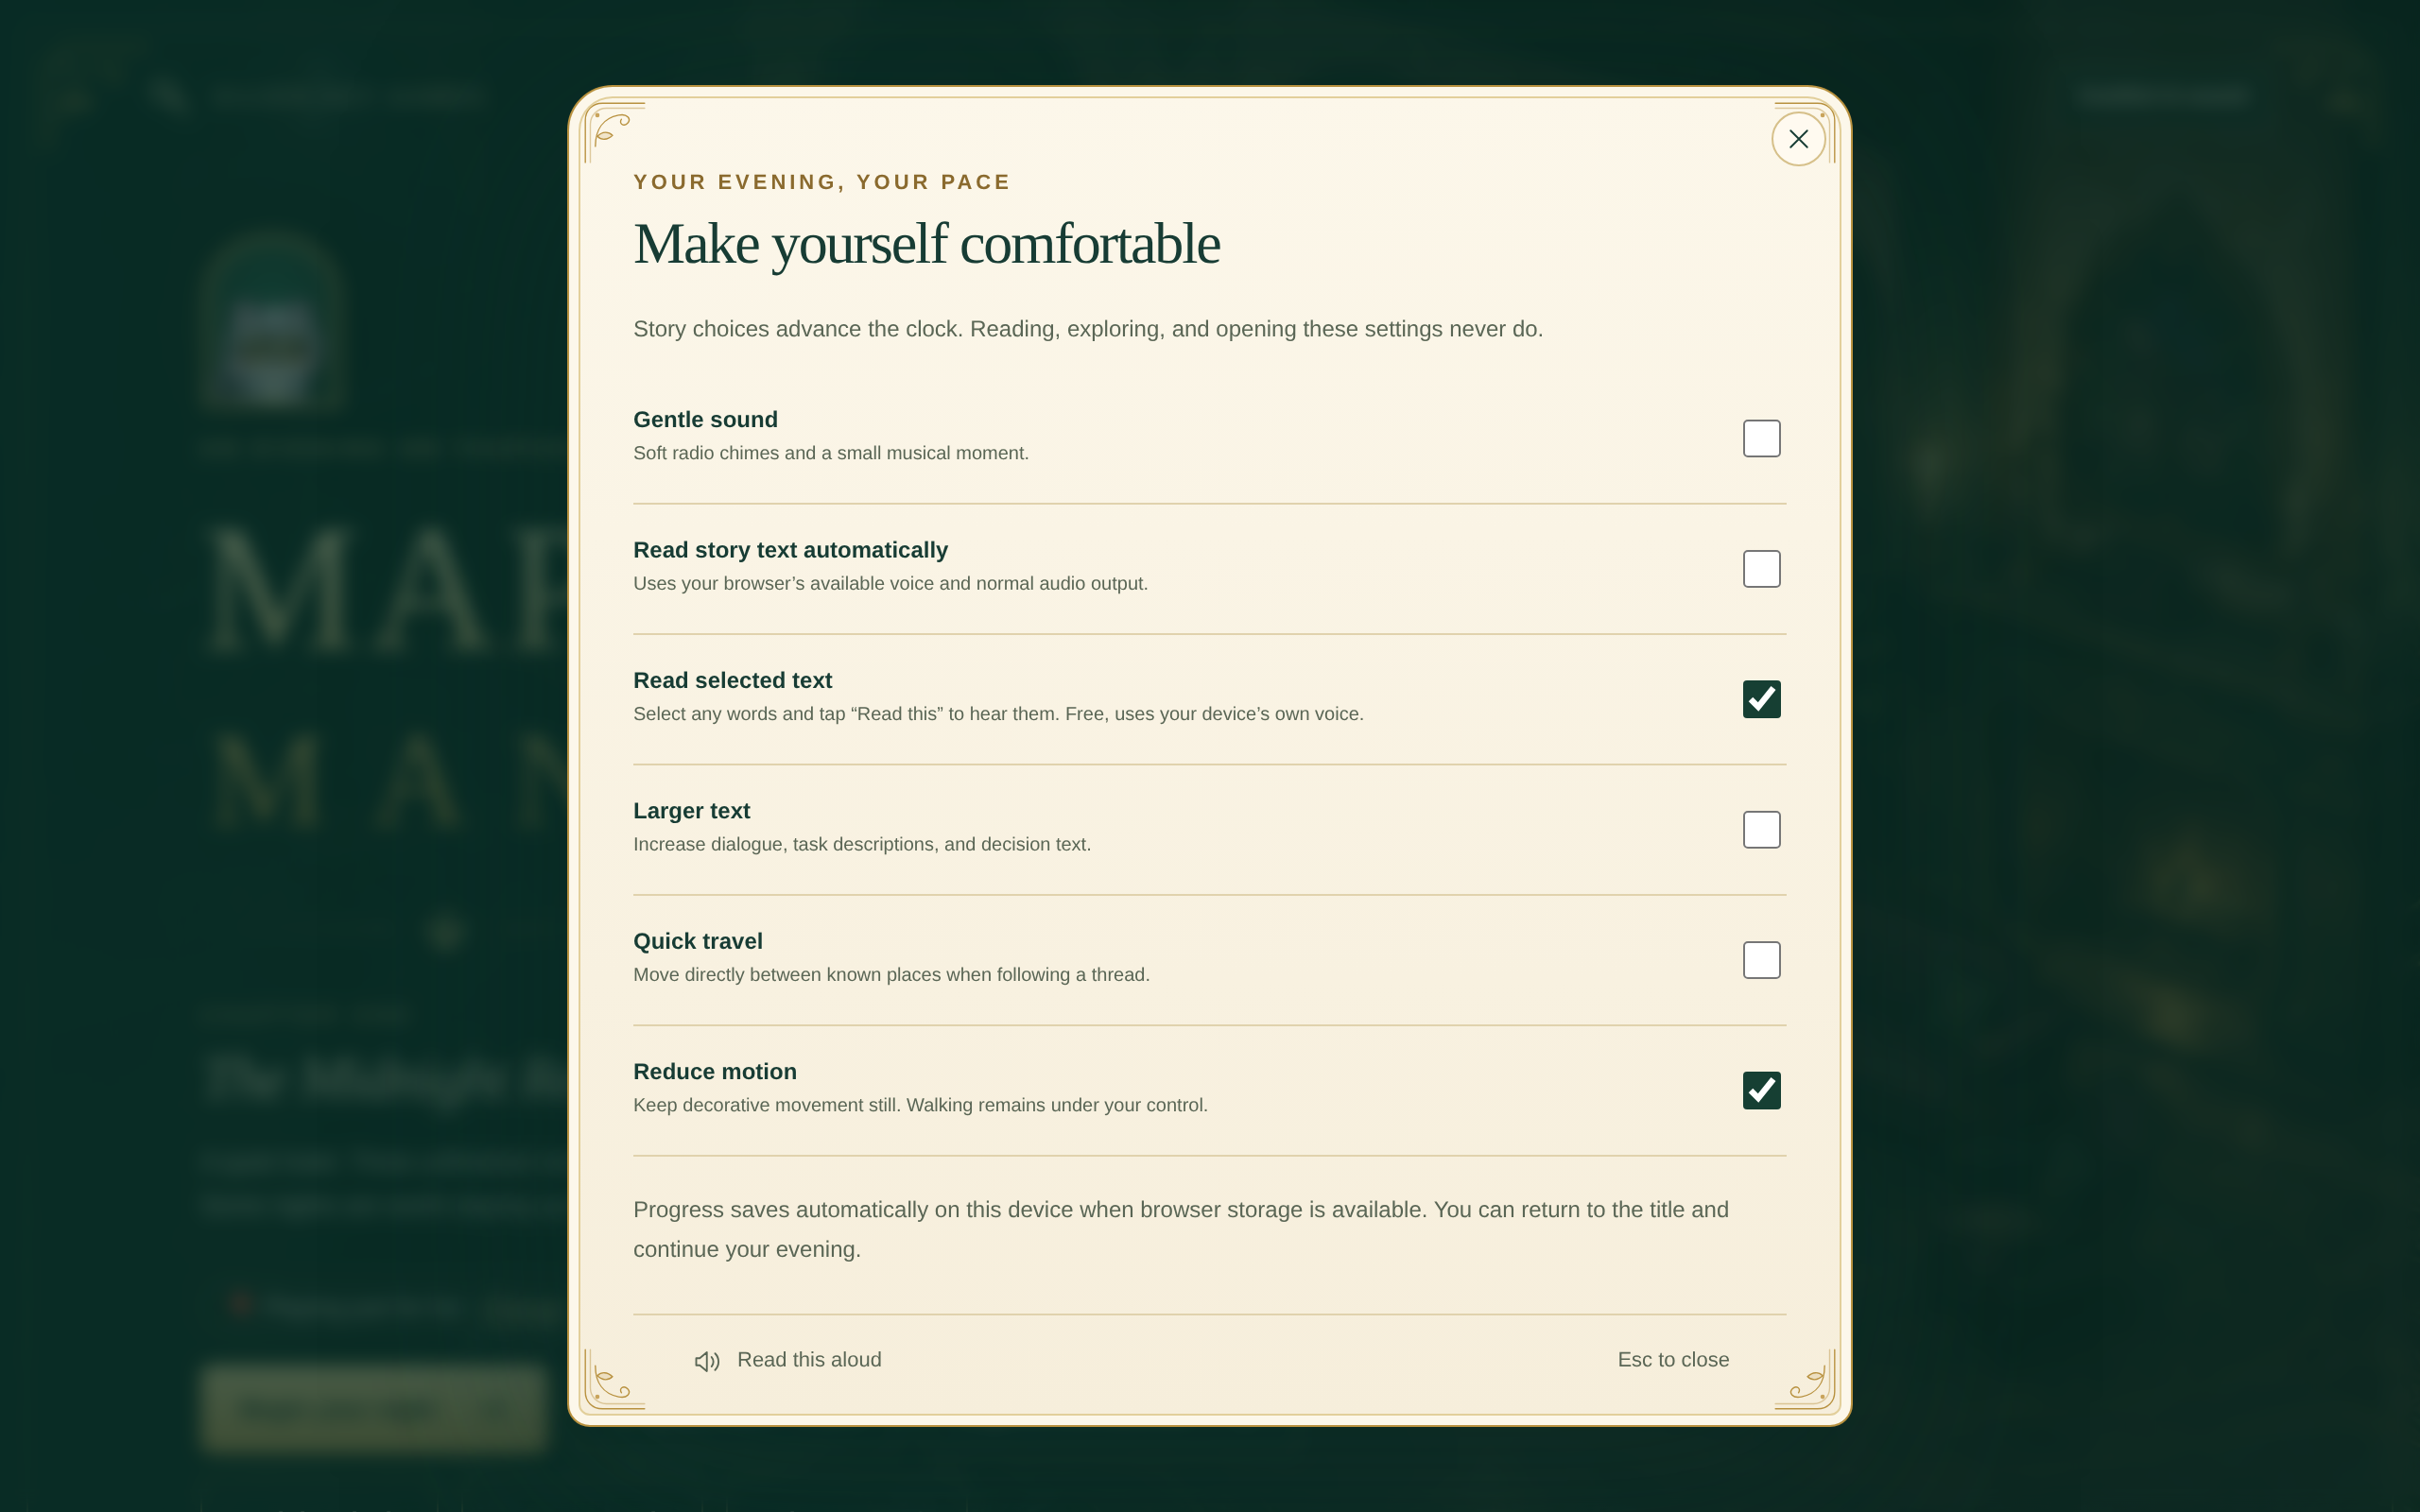 YOUR EVENING, YOUR PACE
Make yourself comfortable
Story choices advance the clock. Reading, exploring, and opening these settings never do.
Gentle sound
Soft radio chimes and a small musical moment.
Read story text automatically
Uses your browser’s available voice and normal audio output.
Read selected text
Select any words and tap “Read this” to hear them. Free, uses your device’s own voice.
Larger text
Increase dialogue, task descriptions, and decision text.
Quick travel
Move directly between known places when following a thread.
Reduce motion
Keep decorative movement still. Walking remains under your control.
Progress saves automatically on this device when browser storage is available. You can return to the title and
continue your evening.
Read this aloud
Esc to close
The Midnight